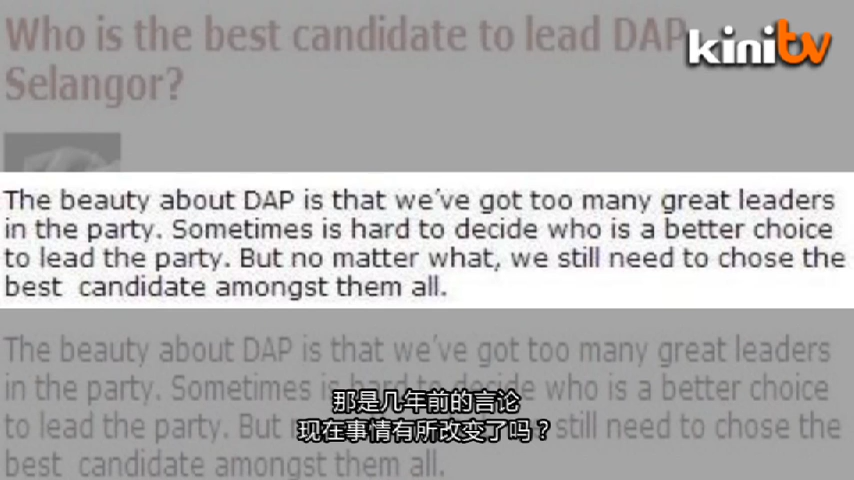 Who is the best candidate to lead DAP
Selangor?
kinitv
The beauty about DAP is that we've got too many great leaders
in the party. Sometimes is hard to decide who is a better choice
to lead the party. But no matter what, we still need to chose the
best candidate amongst them all.
The beauty about DAP is that we've got too many great leaders
in the party. Sometimes is hard to decide who is a better choice
那是几年前的言论
to lead the party. But still need to chose the
现在事情有所改变了吗？
best candidate amongst them all.